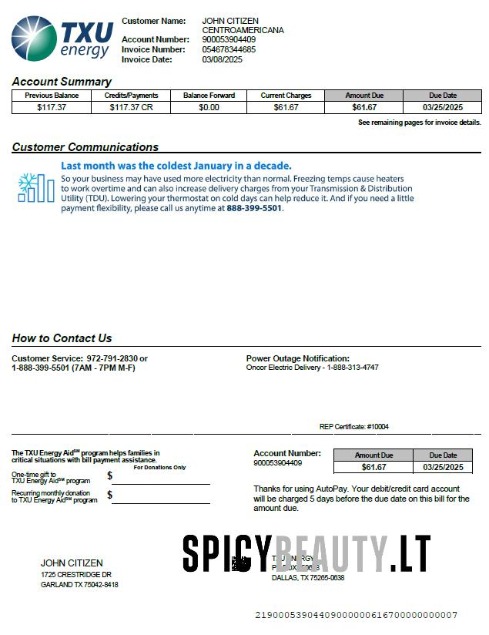 TXU
energy
Customer Name: JOHN CITIZEN
CENTROAMERICANA
Account Number: 900053904409
Invoice Number: 054678344685
Invoice Date: 03/08/2025
Account Summary
Previous Balance Credits/Payments Balance Forward Current Charges Amount Due Due Date
$117.37 $117.37 CR $0.00 $61.67 $61.67 03/25/2025
See remaining pages for invoice details.
Customer Communications
Last month was the coldest January in a decade.
So your business may have used more electricity than normal. Freezing temps cause heaters
to work overtime and can also increase delivery charges from your Transmission & Distribution
Utility (TDU). Lowering your thermostat on cold days can help reduce it. And if you need a little
payment flexibility, please call us anytime at 888-399-5501.
How to Contact Us
Customer Service: 972-791-2830 or
1-888-399-5501 (7AM - 7PM M-F)
Power Outage Notification:
Oncor Electric Delivery - 1-888-313-4747
REP Certificate: #10004
The TXU Energy Aid℠ program helps families in
critical situations with bill payment assistance.
For Donations Only
One-time gift to
TXU Energy Aid℠ program $
Recurring monthly donation
to TXU Energy Aid℠ program $
Account Number:
900053904409
Amount Due Due Date
$61.67 03/25/2025
Thanks for using AutoPay. Your debit/credit card account
will be charged 5 days before the due date on this bill for the
amount due.
SPICYBEAUTY.LT
JOHN CITIZEN
1725 CRESTRIDGE DR
GARLAND TX 75042-8418
DALLAS, TX 75265-0638